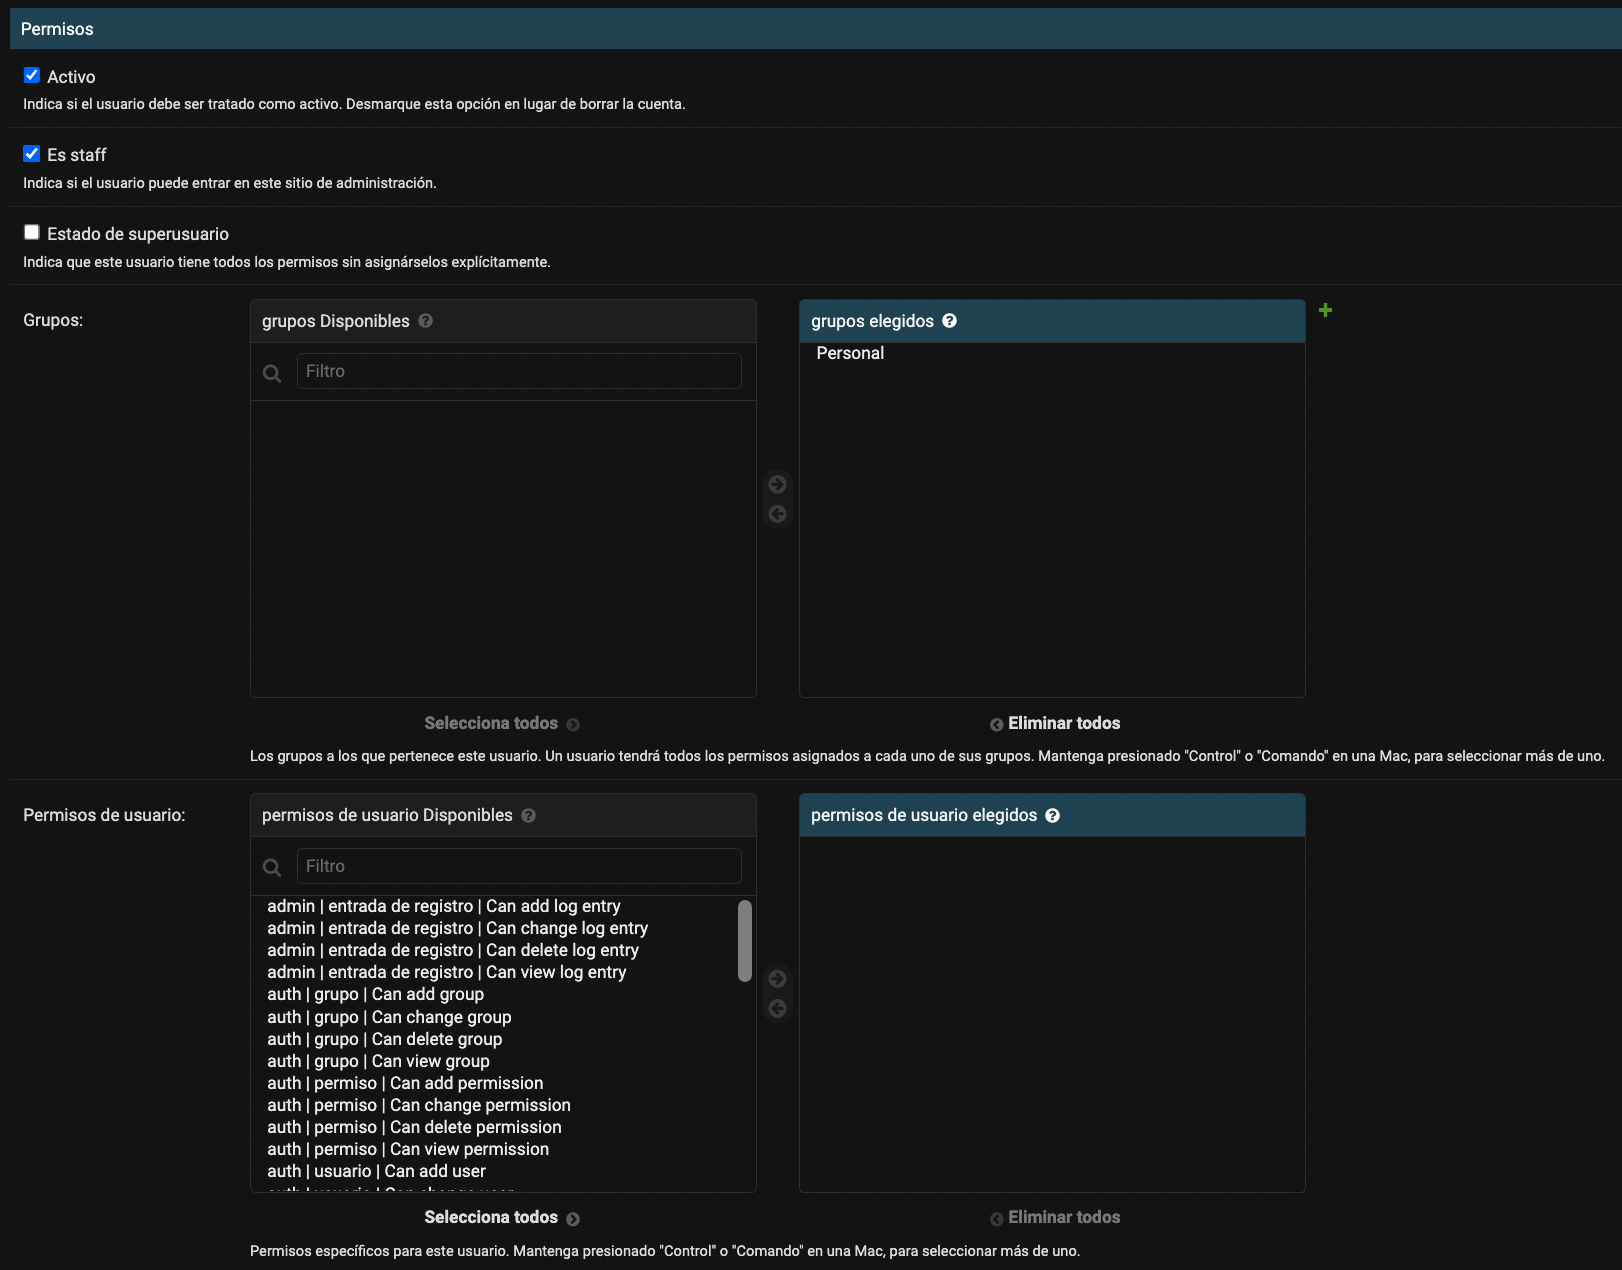 Permisos
Activo
Indica si el usuario debe ser tratado como activo. Desmarque esta opción en lugar de borrar la cuenta.
Es staff
Indica si el usuario puede entrar en este sitio de administración.
Estado de superusuario
Indica que este usuario tiene todos los permisos sin asignárselos explícitamente.
Grupos:
grupos Disponibles
Filtro
Selecciona todos
grupos elegidos
Personal
Eliminar todos
Los grupos a los que pertenece este usuario. Un usuario tendrá todos los permisos asignados a cada uno de sus grupos. Mantenga presionado "Control" o "Comando" en una Mac, para seleccionar más de uno.
Permisos de usuario:
permisos de usuario Disponibles
Filtro
admin | entrada de registro | Can add log entry
admin | entrada de registro | Can change log entry
admin | entrada de registro | Can delete log entry
admin | entrada de registro | Can view log entry
auth | grupo | Can add group
auth | grupo | Can change group
auth | grupo | Can delete group
auth | grupo | Can view group
auth | permiso | Can add permission
auth | permiso | Can change permission
auth | permiso | Can delete permission
auth | permiso | Can view permission
auth | usuario | Can add user
Selecciona todos
permisos de usuario elegidos
Eliminar todos
Permisos específicos para este usuario. Mantenga presionado "Control" o "Comando" en una Mac, para seleccionar más de uno.